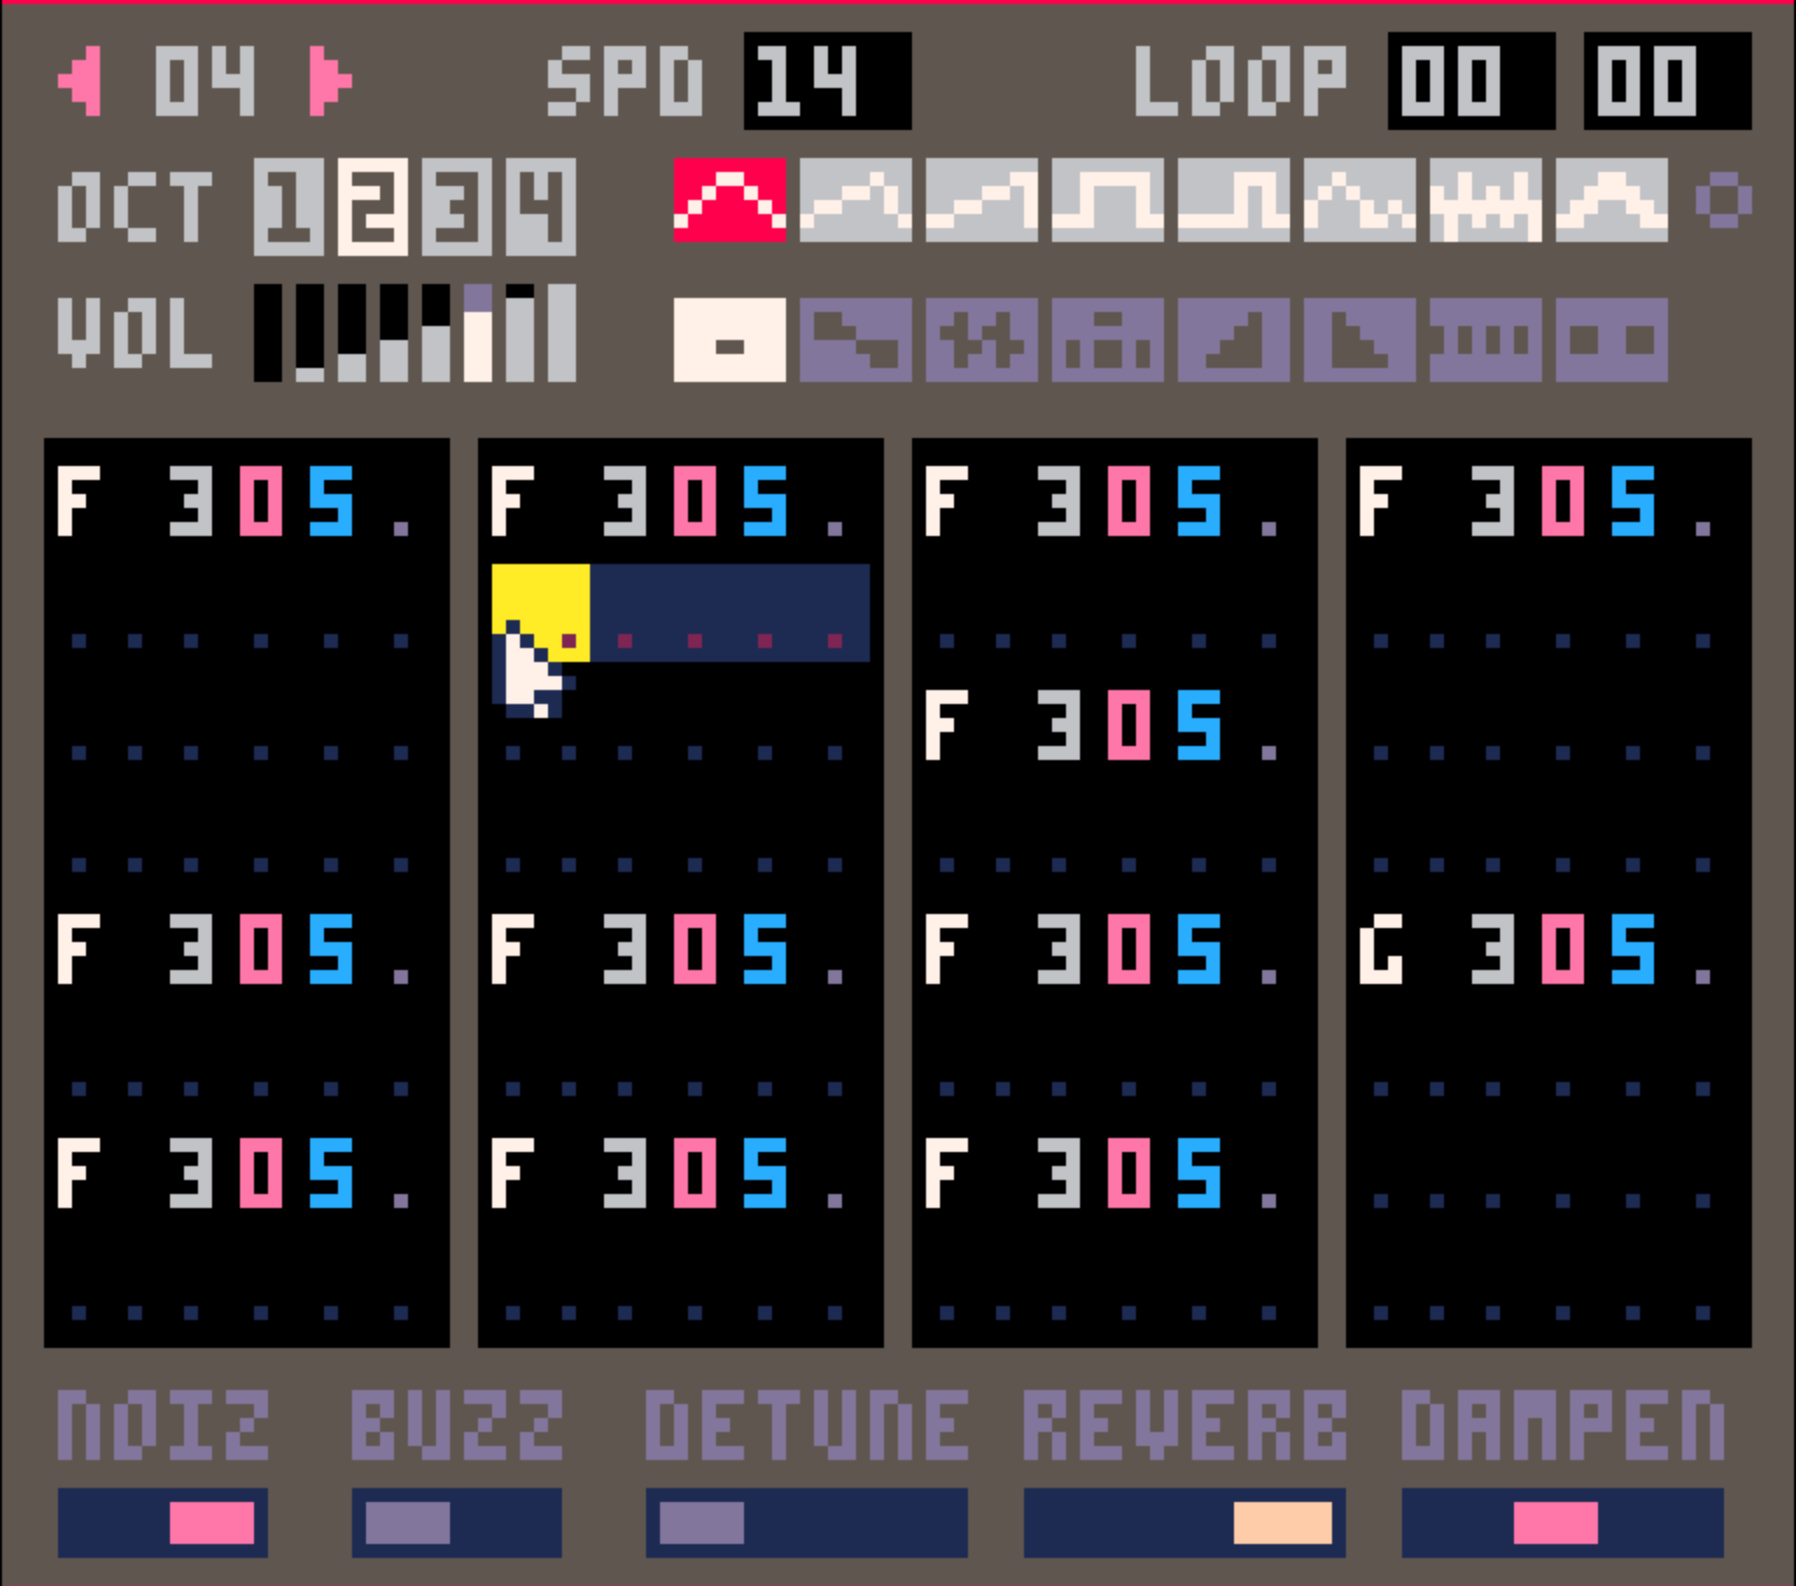 04 SPD 14 LOOP 00 00
OCT 1 2 3 4
VOL
F 305. F 305. F 305. F 305.
...... ..... ...... ......
...... ...... F 305. ......
...... ...... ...... ......
F 305. F 305. F 305. G 305.
...... ...... ...... ......
F 305. F 305. F 305. ......
...... ...... ...... ......
NOIZ BUZZ DETUNE REVERB DAMPEN